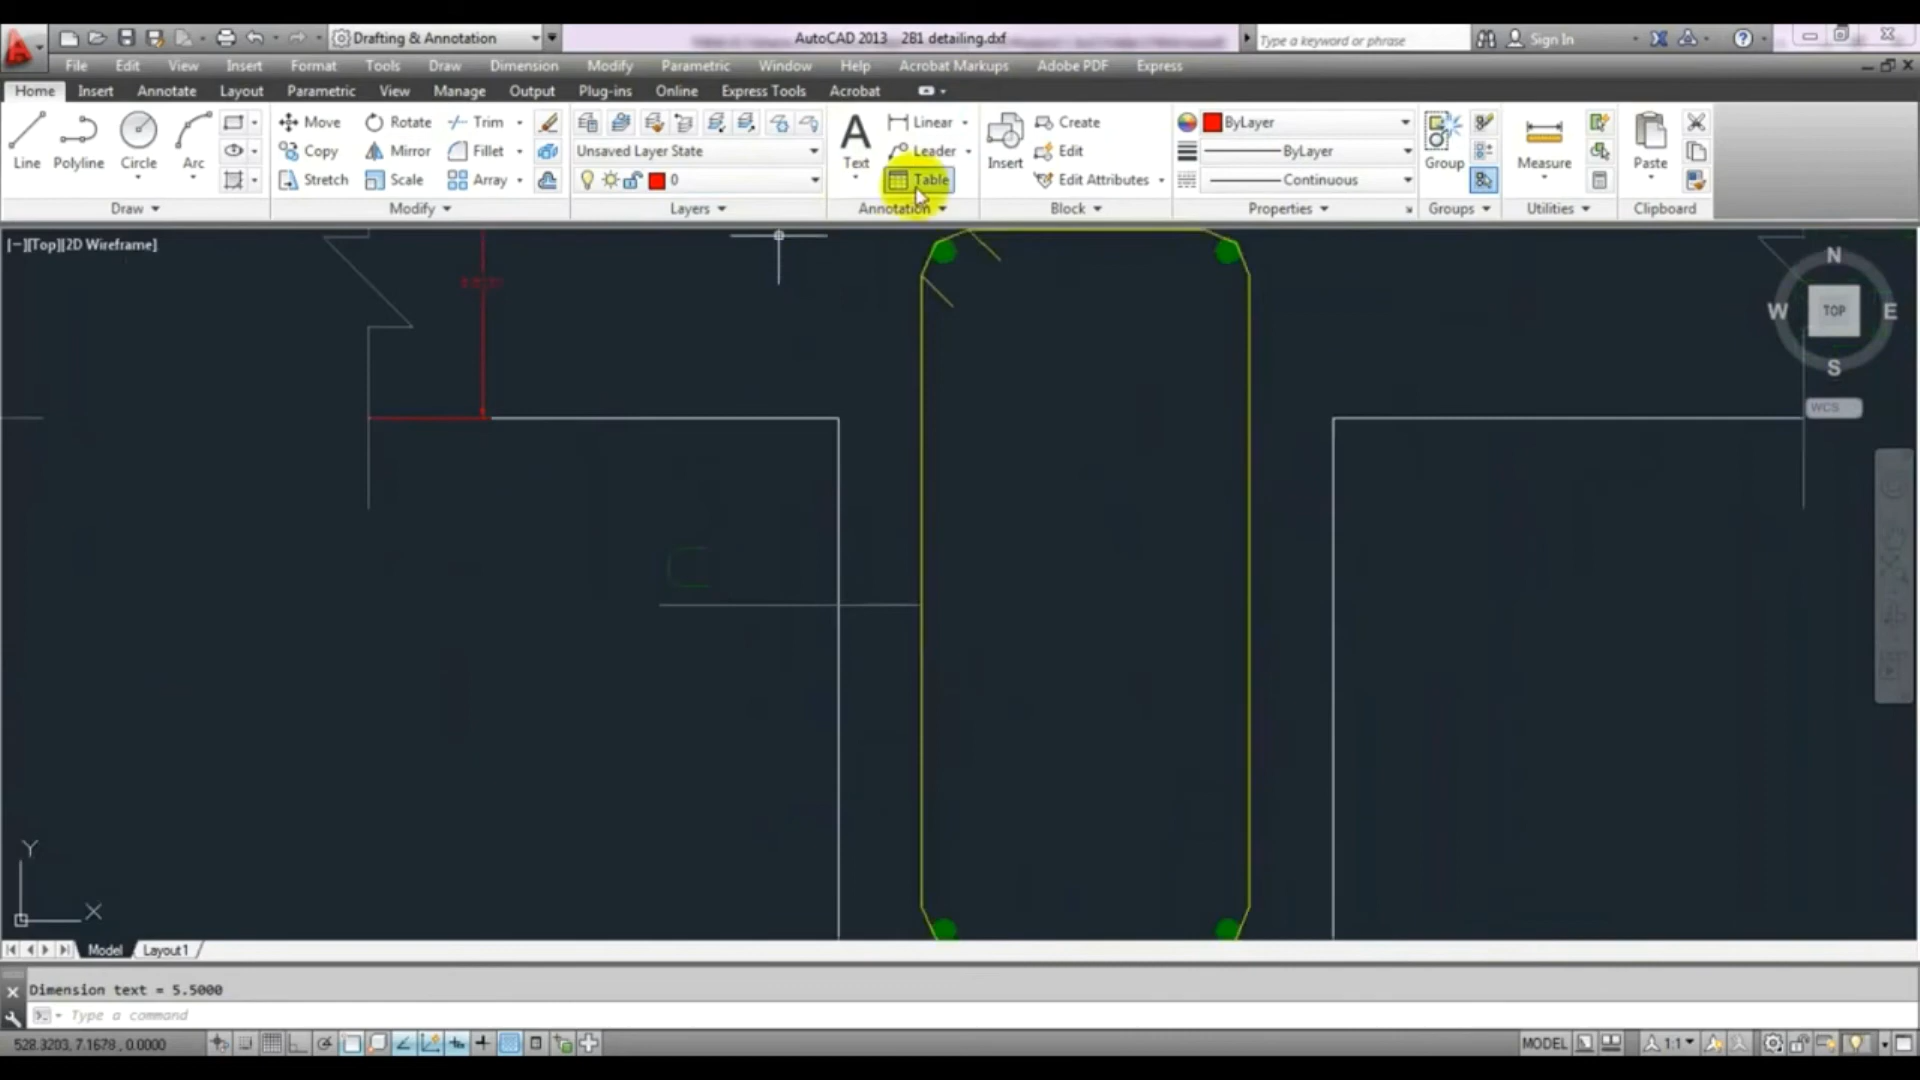 Drafting & Annotation
AutoCAD 2013 281 detailing.dxf
Type a keyword or phrase
Sign In
File Edit View Insert Format Tools Draw Dimension Modify Parametric Window Help Acrobat Markups Adobe PDF Express
Home Insert Annotate Layout Parametric View Manage Output Plug-ins Online Express Tools Acrobat
Move Rotate Trim Linear Create ByLayer
Line Polyline Circle Arc Copy Mirror Fillet Unsaved Layer State Text Leader Insert Edit ByLayer Group Measure Paste
Stretch Scale Array 0 Table Edit Attributes Continuous
Draw Modify Layers Annotation Block Properties Groups Utilities Clipboard
[−][Top][2D Wireframe]
N
W TOP E
S
WCS
Y
X
Model Layout1
Dimension text = 5.5000
Type a command
528.3203, 7.1678, 0.0000
MODEL
1:1